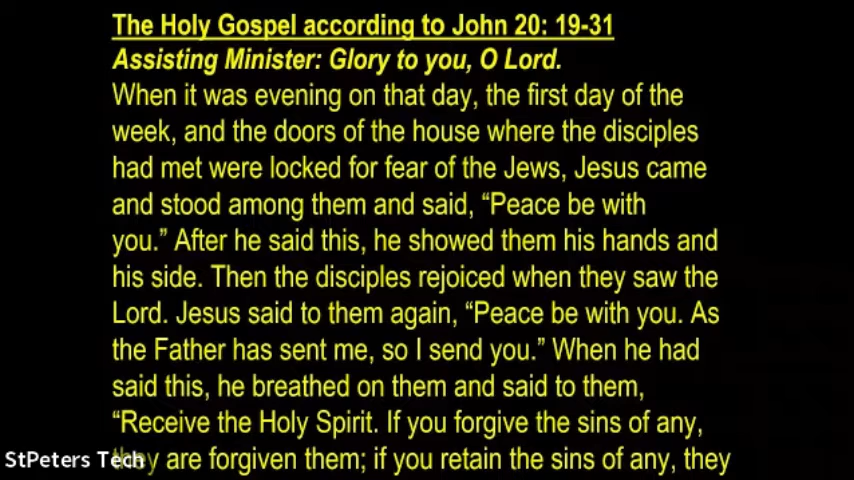 The Holy Gospel according to John 20: 19-31
Assisting Minister: Glory to you, O Lord.
When it was evening on that day, the first day of the
week, and the doors of the house where the disciples
had met were locked for fear of the Jews, Jesus came
and stood among them and said, “Peace be with
you.” After he said this, he showed them his hands and
his side. Then the disciples rejoiced when they saw the
Lord. Jesus said to them again, “Peace be with you. As
the Father has sent me, so I send you.” When he had
said this, he breathed on them and said to them,
“Receive the Holy Spirit. If you forgive the sins of any,
they are forgiven them; if you retain the sins of any, they
StPeters Tech